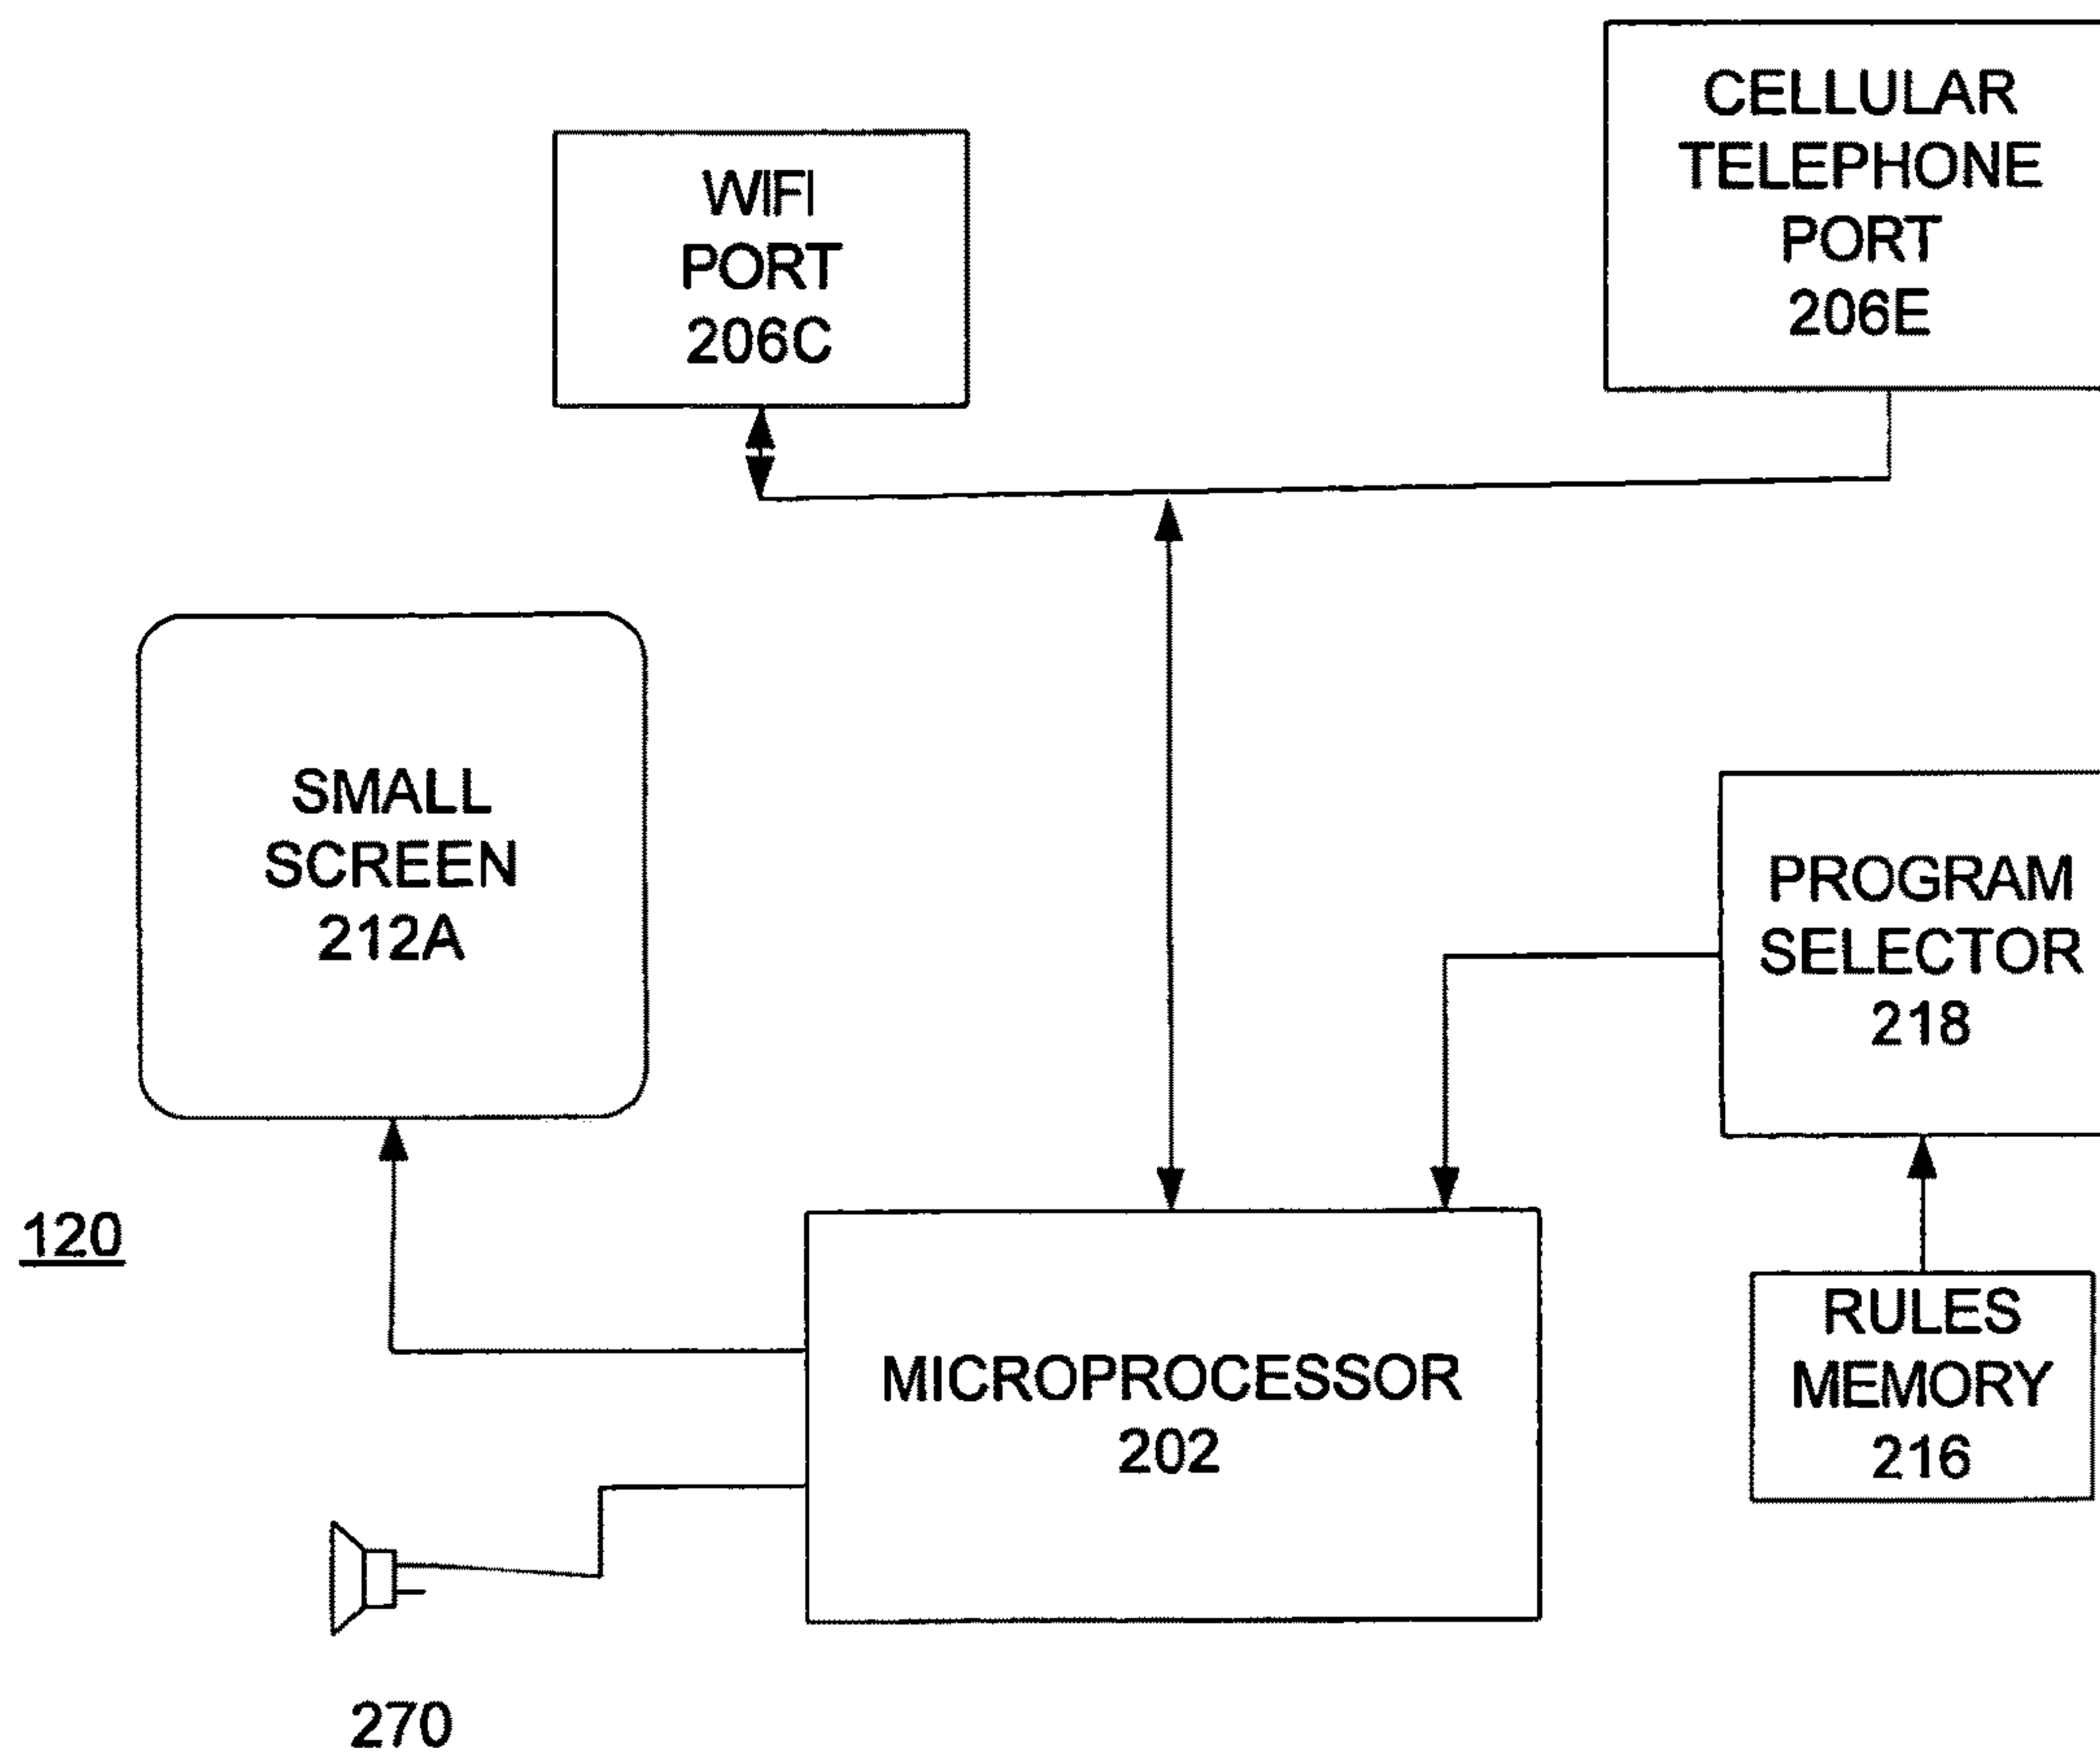 CELLULAR
TELEPHONE
PORT
206E
WIFI
PORT
206C
SMALL
SCREEN
212A
PROGRAM
SELECTOR
218
120
RULES
MEMORY
216
MICROPROCESSOR
202
270